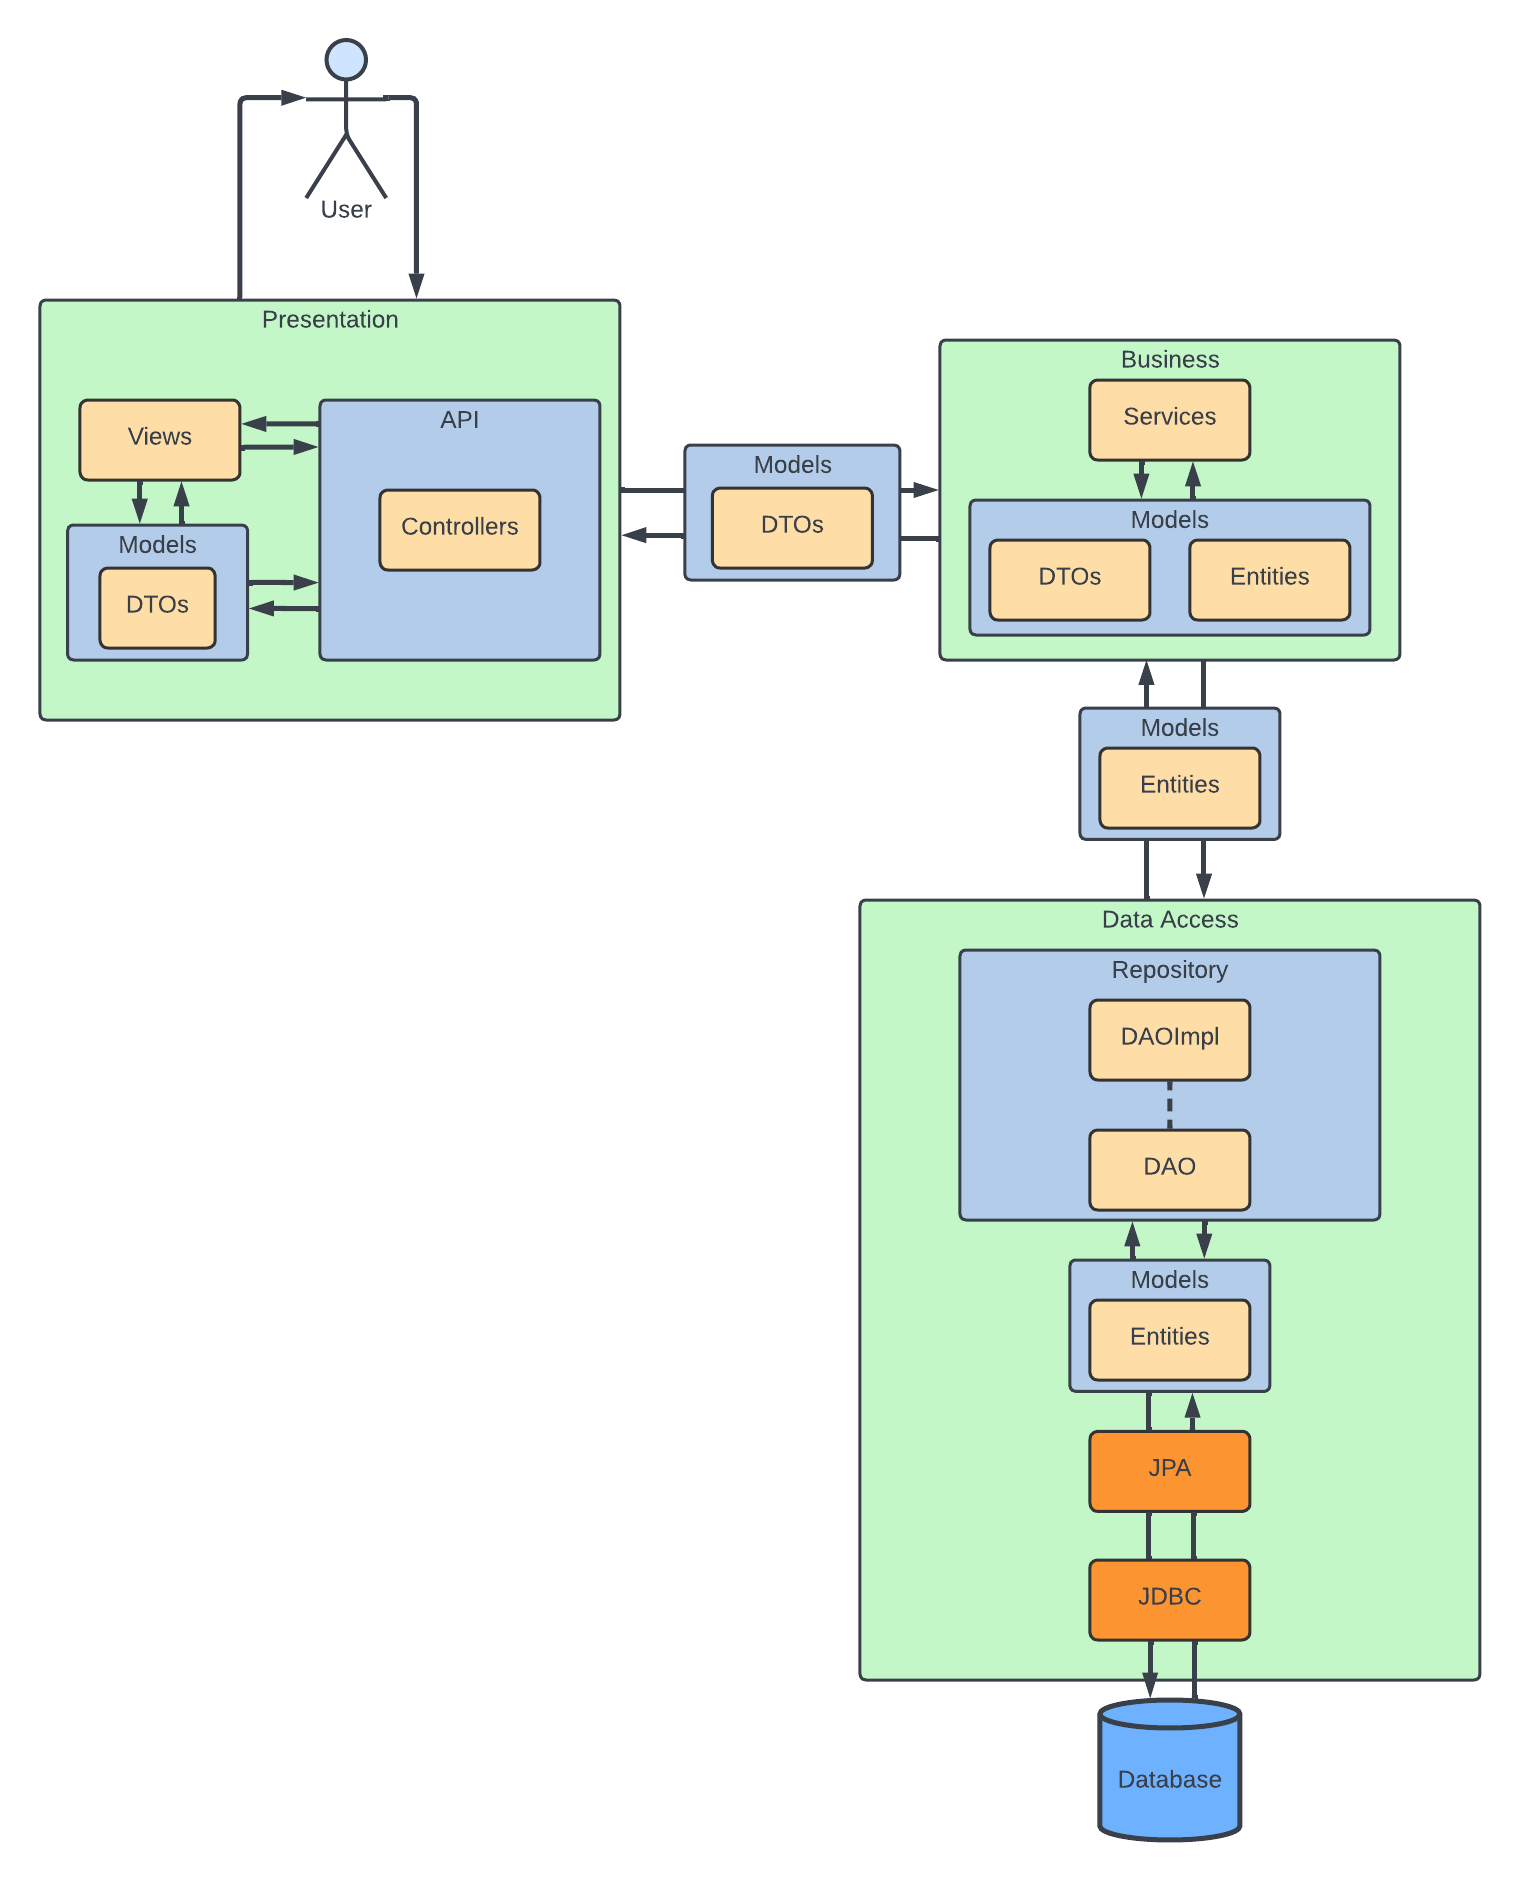 User
Presentation
Views
API
Controllers
Models
DTOs
Models
DTOs
Business
Services
Models
DTOs
Entities
Models
Entities
Data Access
Repository
DAOImpl
DAO
Models
Entities
JPA
JDBC
Database